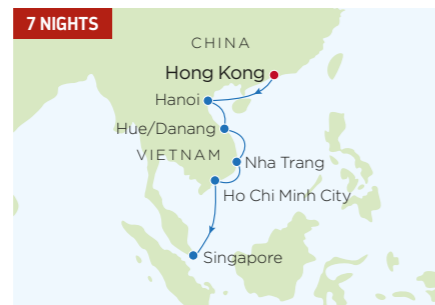 7 NIGHTS
CHINA
Hong Kong
Hanoi
Hue/Danang
VIETNAM
Nha Trang
Ho Chi Minh City
Singapore